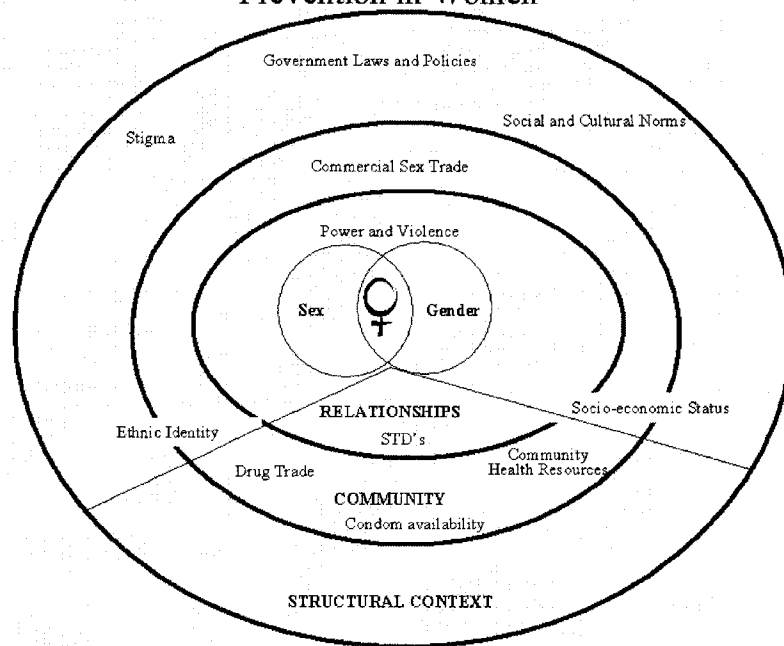 Prevention in Women
Government Laws and Policies
Social and Cultural Norms
Stigma
Commercial Sex Trade
Power and Violence
Sex
Gender
RELATIONSHIPS
Socio-economic Status
Ethnic Identity
STD's
Community
Health Resources
Drug Trade
COMMUNITY
Condom availability
STRUCTURAL CONTEXT